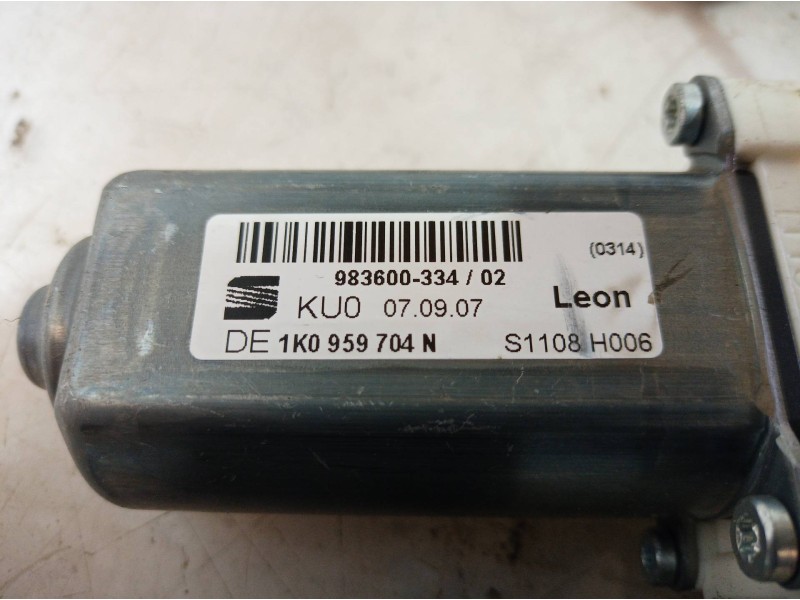 983600-334 / 02
(0314)
KU0 07.09.07 Leon
DE 1K0 959 704 N S1108 H006